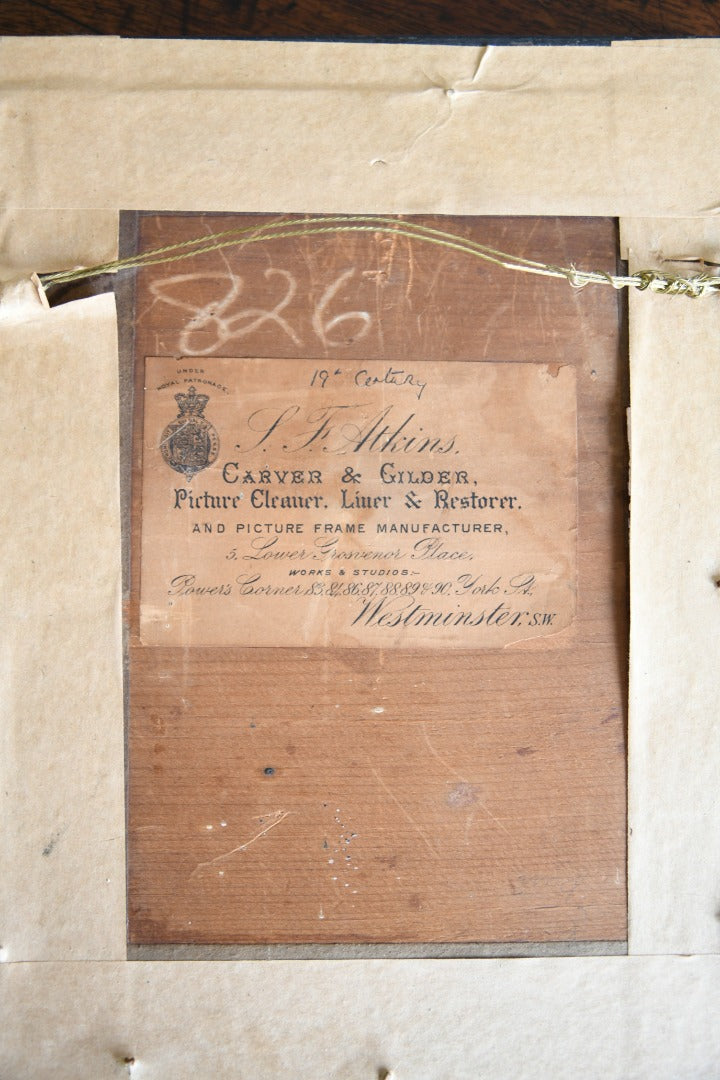 826
19th Century
UNDER
ROYAL PATRONAGE.
S. F. Atkins,
CARVER & GILDER,
Picture Cleaner, Liner & Restorer.
AND PICTURE FRAME MANUFACTURER,
5, Lower Grosvenor Place,
WORKS & STUDIOS:—
Power's Corner 83, 84, 86, 87, 88 89 & 90, York St.
Westminster, S.W.